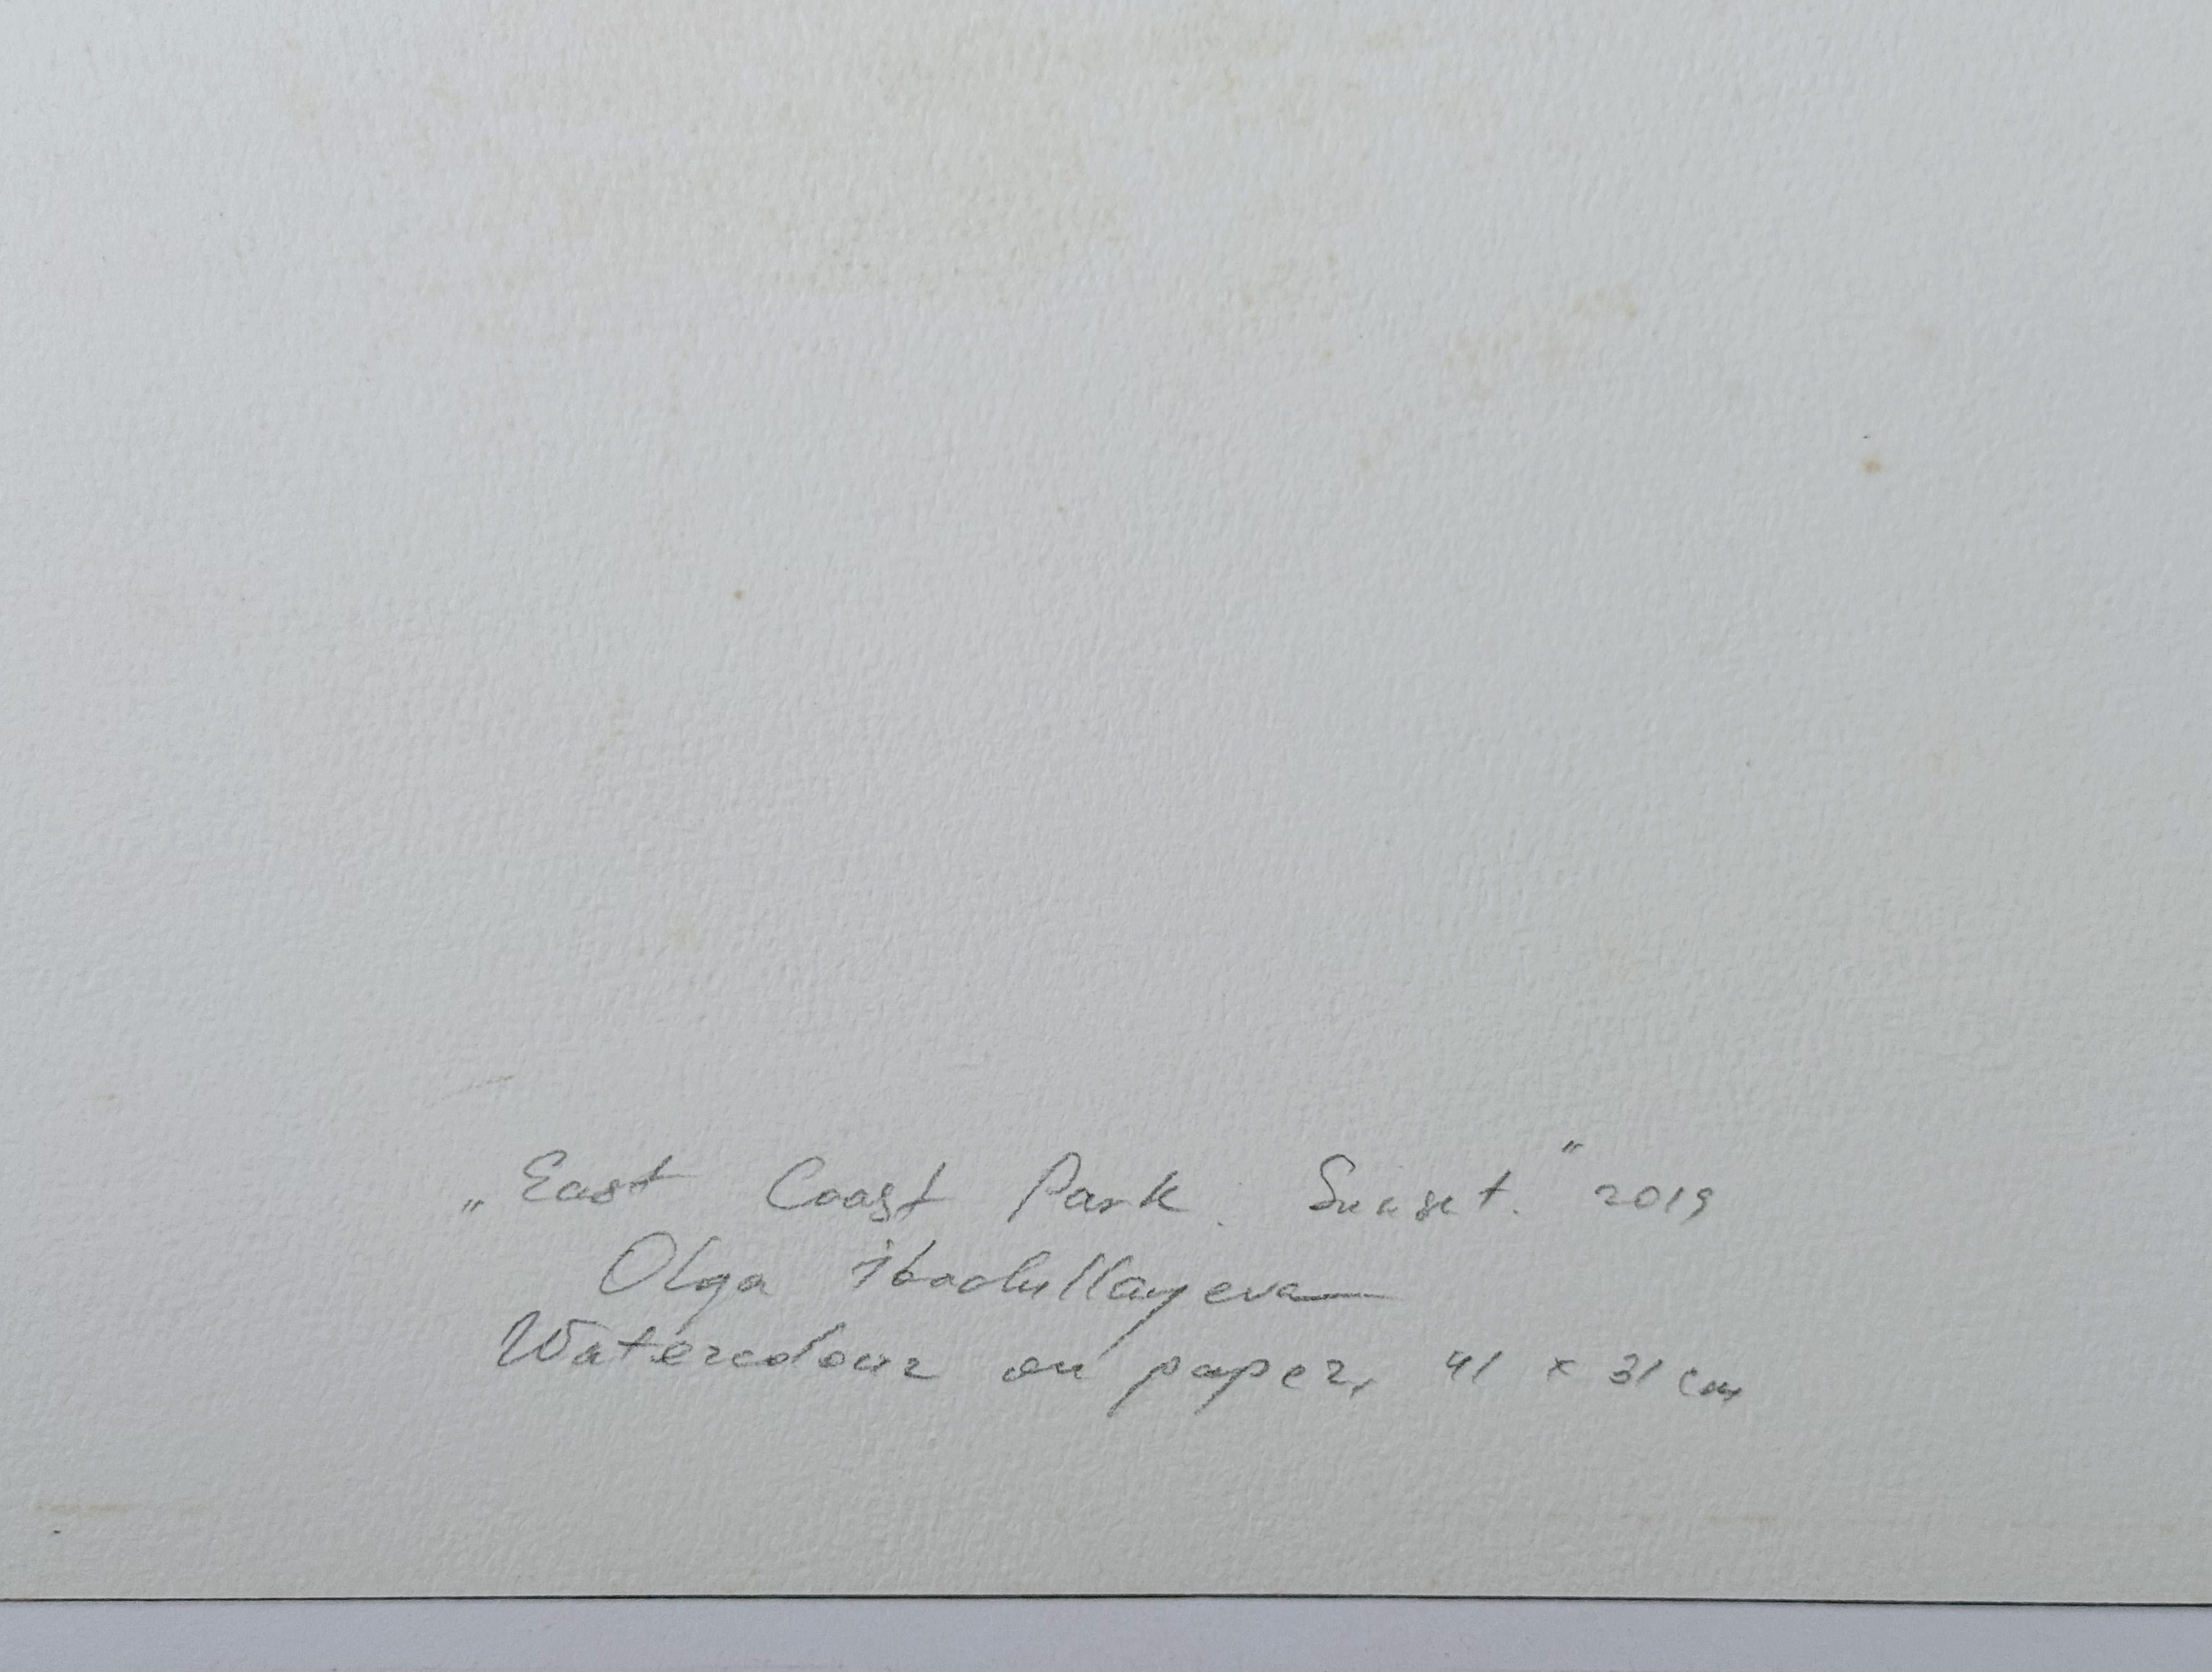 „East Coast Park. Sunset.” 2019
Olga ibadullayeva
Watercolour on paper, 41 x 31 cm